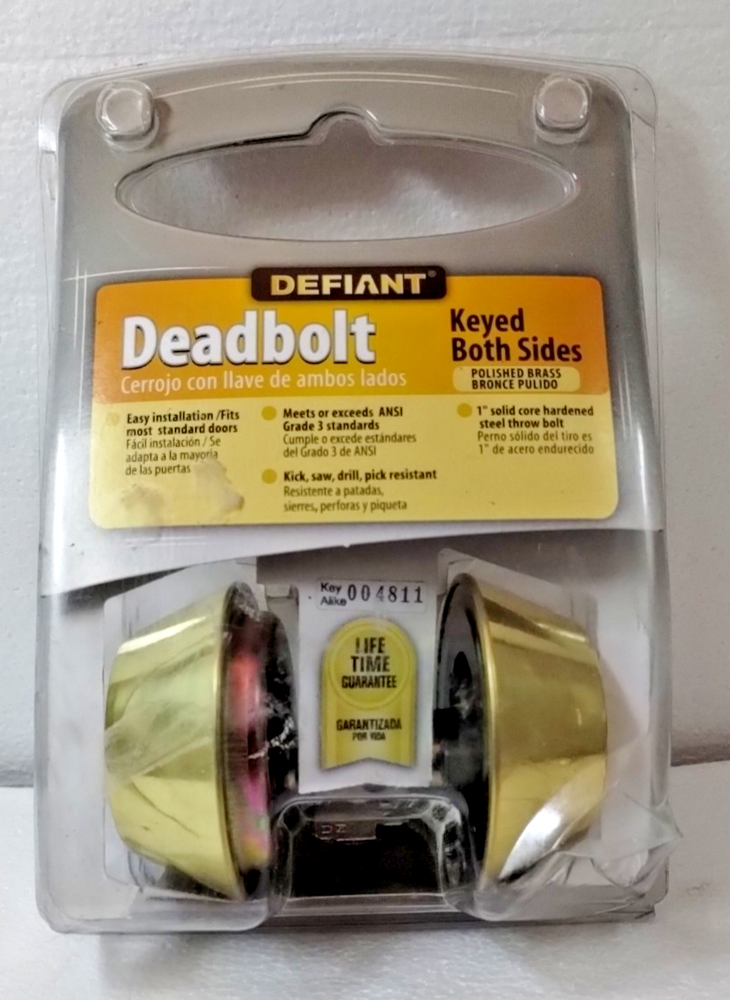 DEFIANT®
Deadbolt
Cerrojo con llave de ambos lados
Keyed
Both Sides
POLISHED BRASS
BRONCE PULIDO
Easy installation /Fits
most standard doors
Fácil instalación / Se
adapta a la mayoria
de las puertas
Meets or exceeds ANSI
Grade 3 standards
Cumple o excede estándares
del Grado 3 de ANSI
Kick, saw, drill, pick resistant
Resistente a patadas,
sierres, perforas y piqueta
1" solid core hardened
steel throw bolt
Perno sólido del tiro es
1" de acero endurecido
Key
Alike 004811
LIFE
TIME
GUARANTEE
GARANTIZADA
POR VIDA